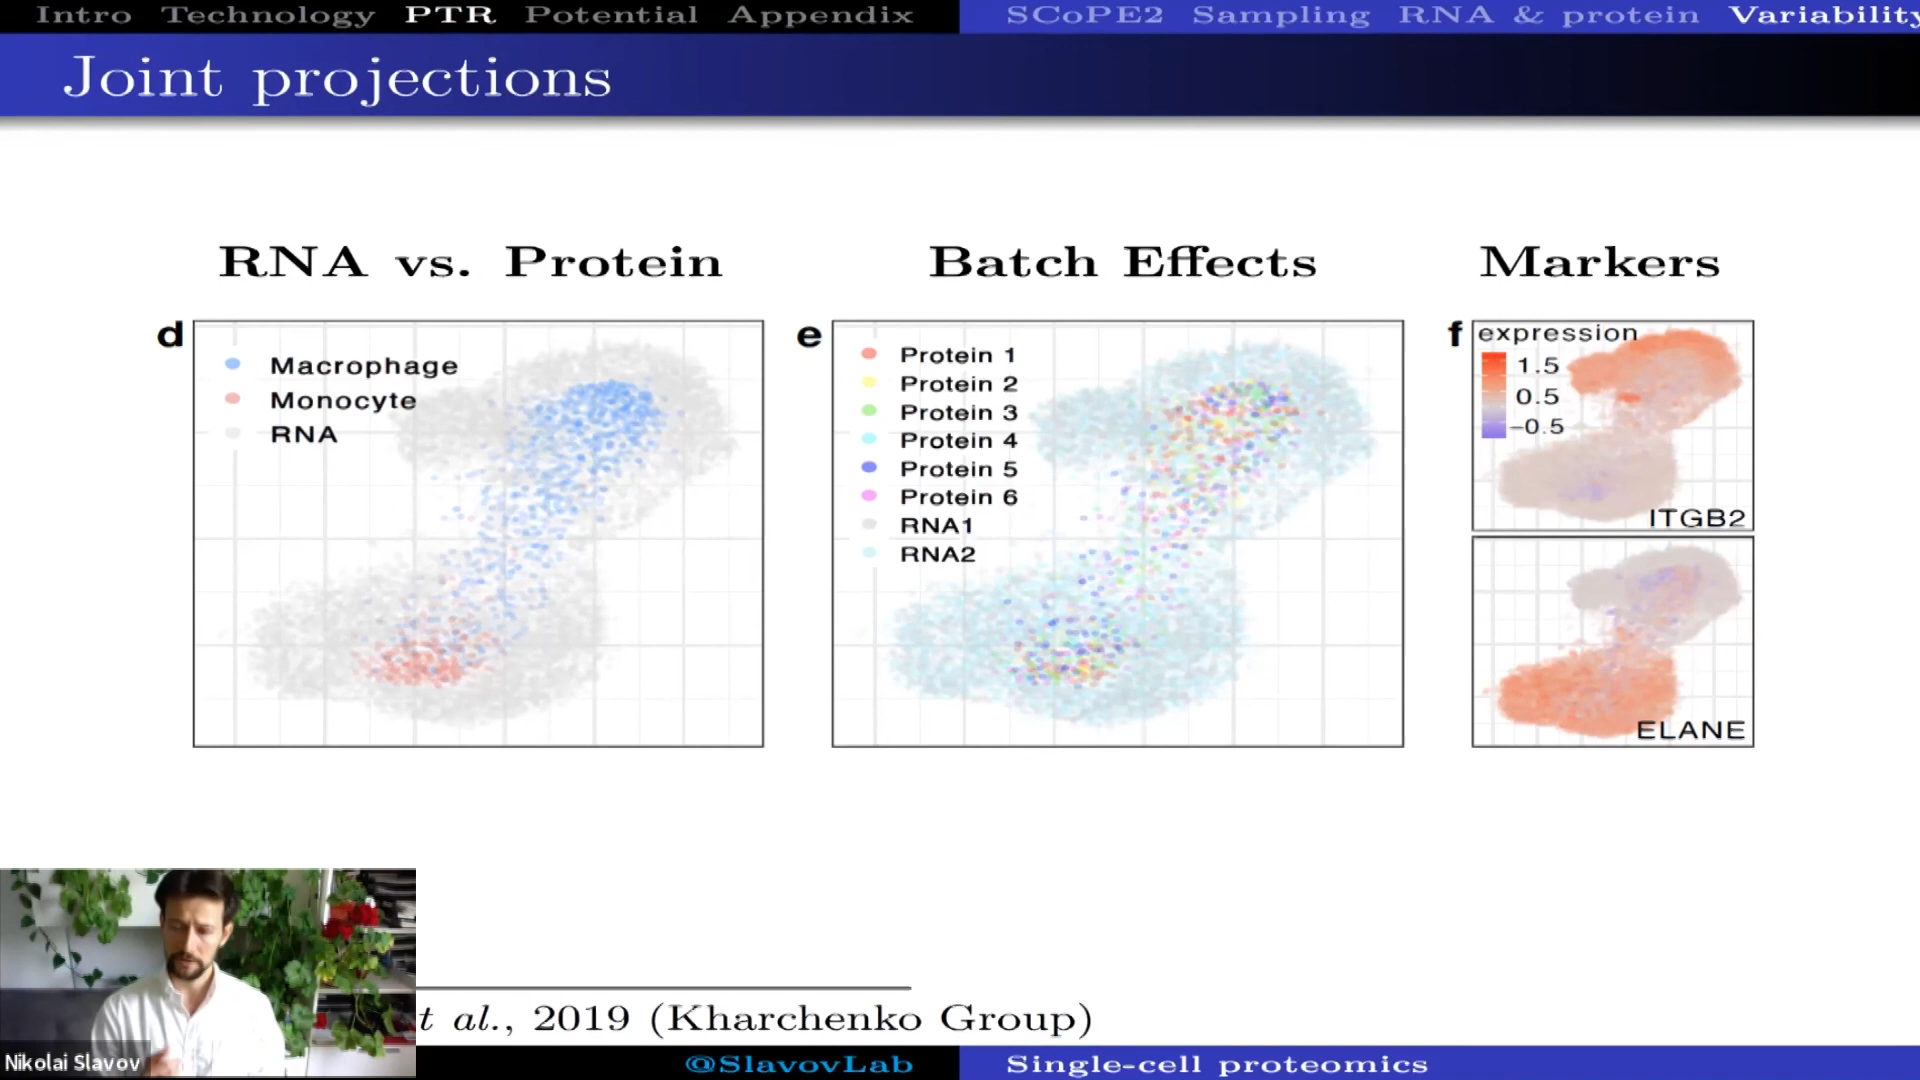 Intro Technology PTR Potential Appendix SCoPE2 Sampling RNA & protein Variability
Joint projections
RNA vs. Protein
Batch Effects
Markers
d
Macrophage
Monocyte
RNA
e
Protein 1
Protein 2
Protein 3
Protein 4
Protein 5
Protein 6
RNA1
RNA2
f expression
1.5
0.5
−0.5
ITGB2
ELANE
t al., 2019 (Kharchenko Group)
Nikolai Slavov
@SlavovLab Single-cell proteomics